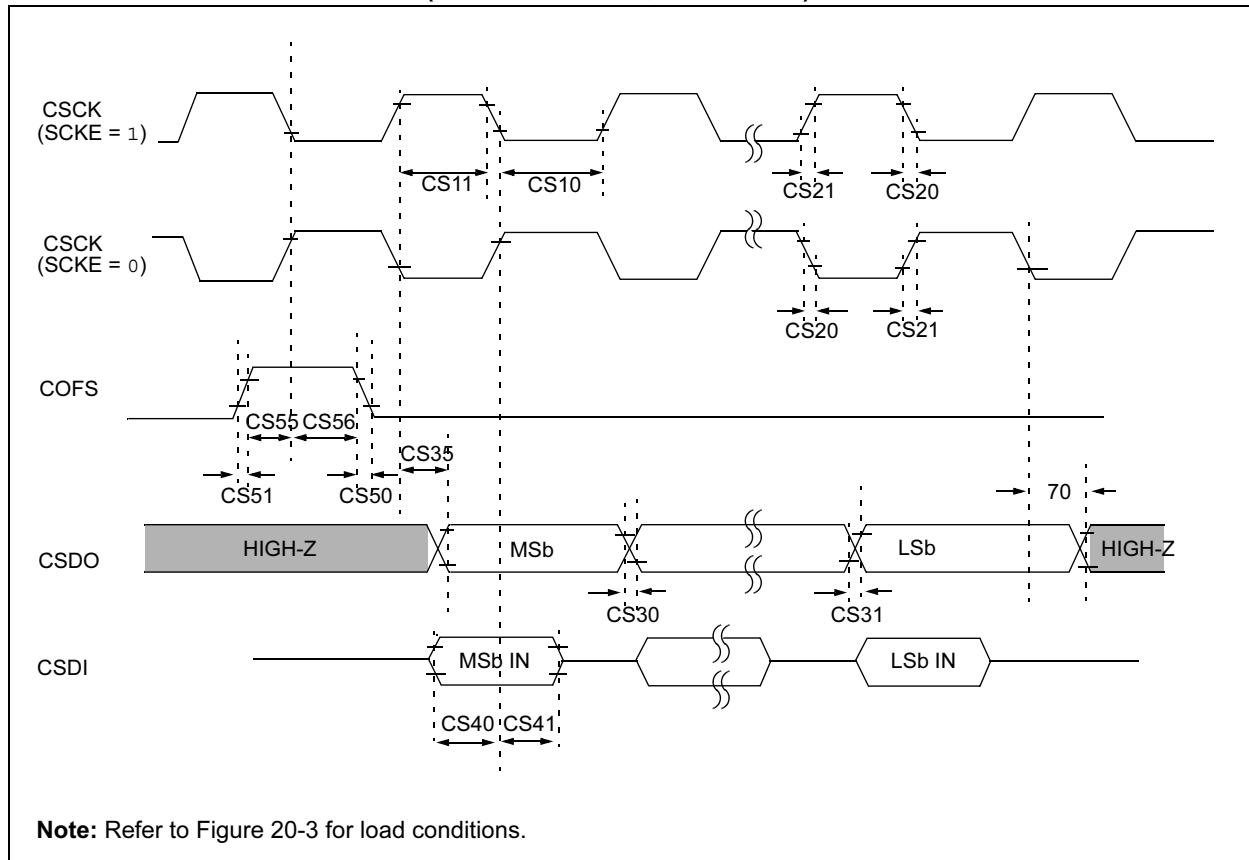 CSCK
(SCKE = 1)
CS11
CS10
CS21
CS20
CSCK
(SCKE = 0)
CS20
CS21
COFS
CS55
CS56
CS35
CS51
CS50
70
CSDO
HIGH-Z
MSb
LSb
HIGH-Z
CS30
CS31
CSDI
MSb IN
LSb IN
CS40
CS41
Note: Refer to Figure 20-3 for load conditions.